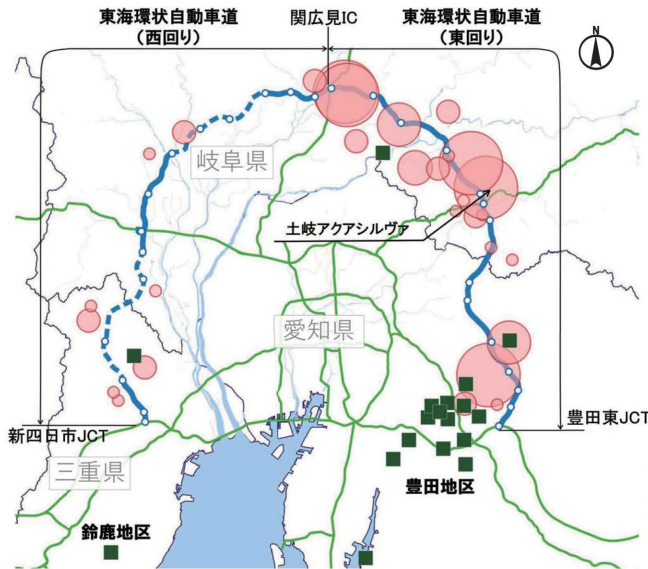 東海環状自動車道
（西回り）
関広見IC
東海環状自動車道
（東回り）
N
岐阜県
土岐アクアシルヴァ
愛知県
新四日市JCT
豊田東JCT
三重県
豊田地区
鈴鹿地区